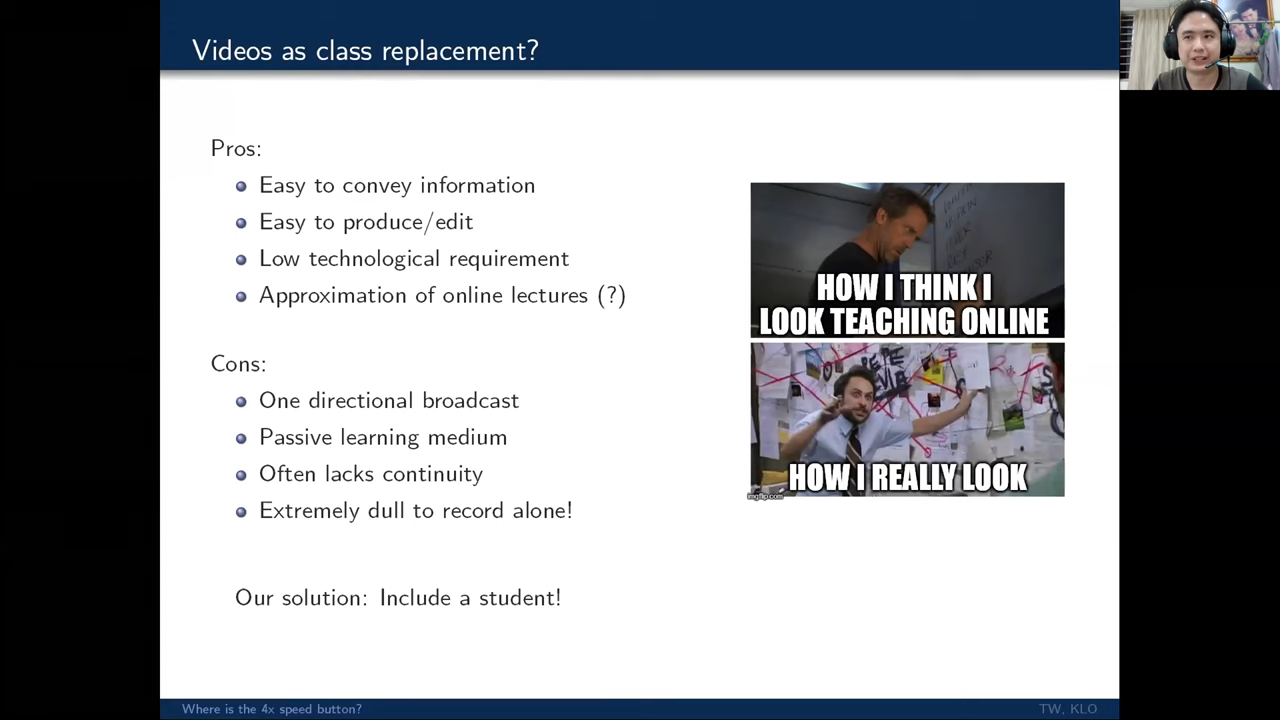 Videos as class replacement?
Pros:
Easy to convey information
Easy to produce/edit
Low technological requirement
Approximation of online lectures (?)
Cons:
One directional broadcast
Passive learning medium
Often lacks continuity
Extremely dull to record alone!
Our solution: Include a student!
HOW I THINK I
LOOK TEACHING ONLINE
HOW I REALLY LOOK
imgflip.com
Where is the 4x speed button?
TW, KLO